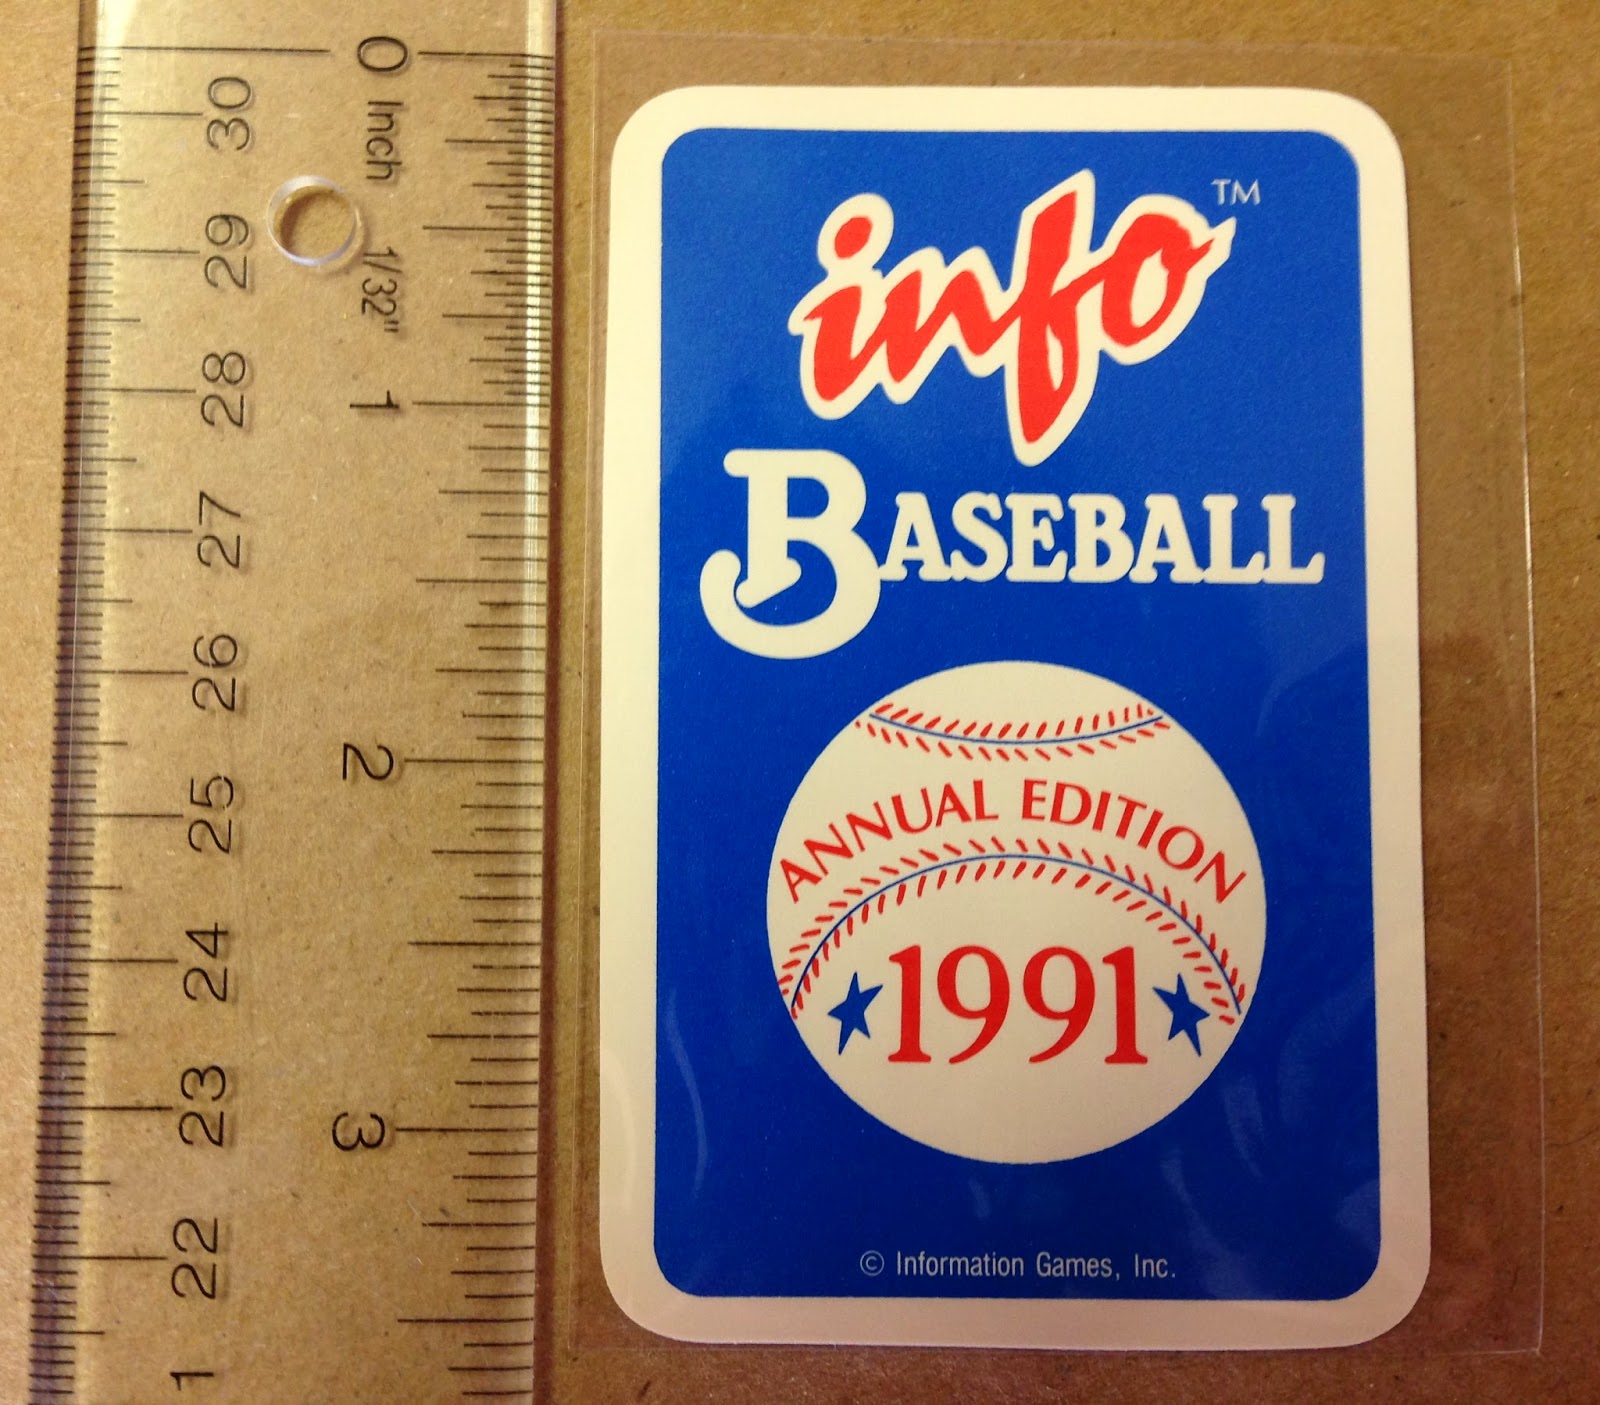 0 Inch 1/32" 1 2 3
30 29 28 27 26 25 24 23 22 1
info™
BASEBALL
ANNUAL EDITION
1991
© Information Games, Inc.